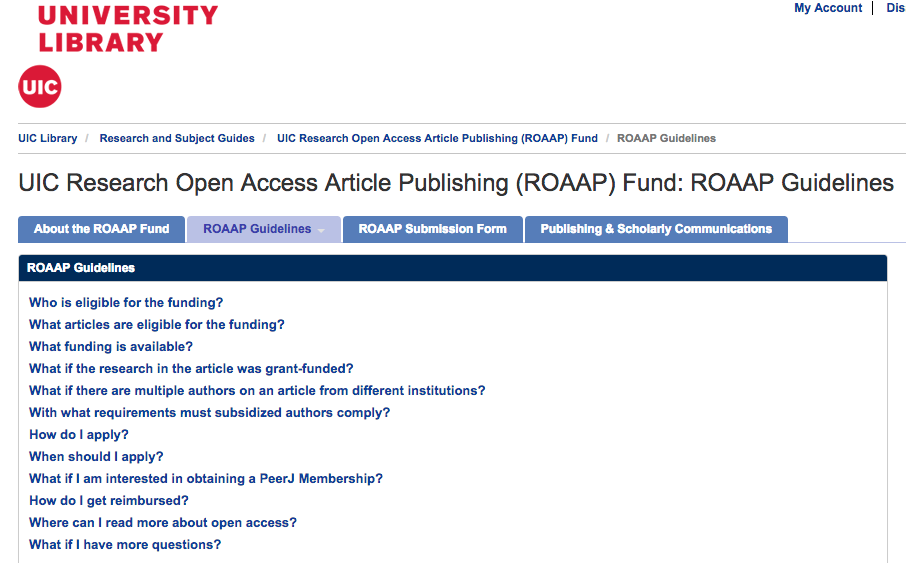 UNIVERSITY
LIBRARY
My Account | Dis
UIC
UIC Library / Research and Subject Guides / UIC Research Open Access Article Publishing (ROAAP) Fund / ROAAP Guidelines
UIC Research Open Access Article Publishing (ROAAP) Fund: ROAAP Guidelines
About the ROAAP Fund ROAAP Guidelines ROAAP Submission Form Publishing & Scholarly Communications
ROAAP Guidelines
Who is eligible for the funding?
What articles are eligible for the funding?
What funding is available?
What if the research in the article was grant-funded?
What if there are multiple authors on an article from different institutions?
With what requirements must subsidized authors comply?
How do I apply?
When should I apply?
What if I am interested in obtaining a PeerJ Membership?
How do I get reimbursed?
Where can I read more about open access?
What if I have more questions?